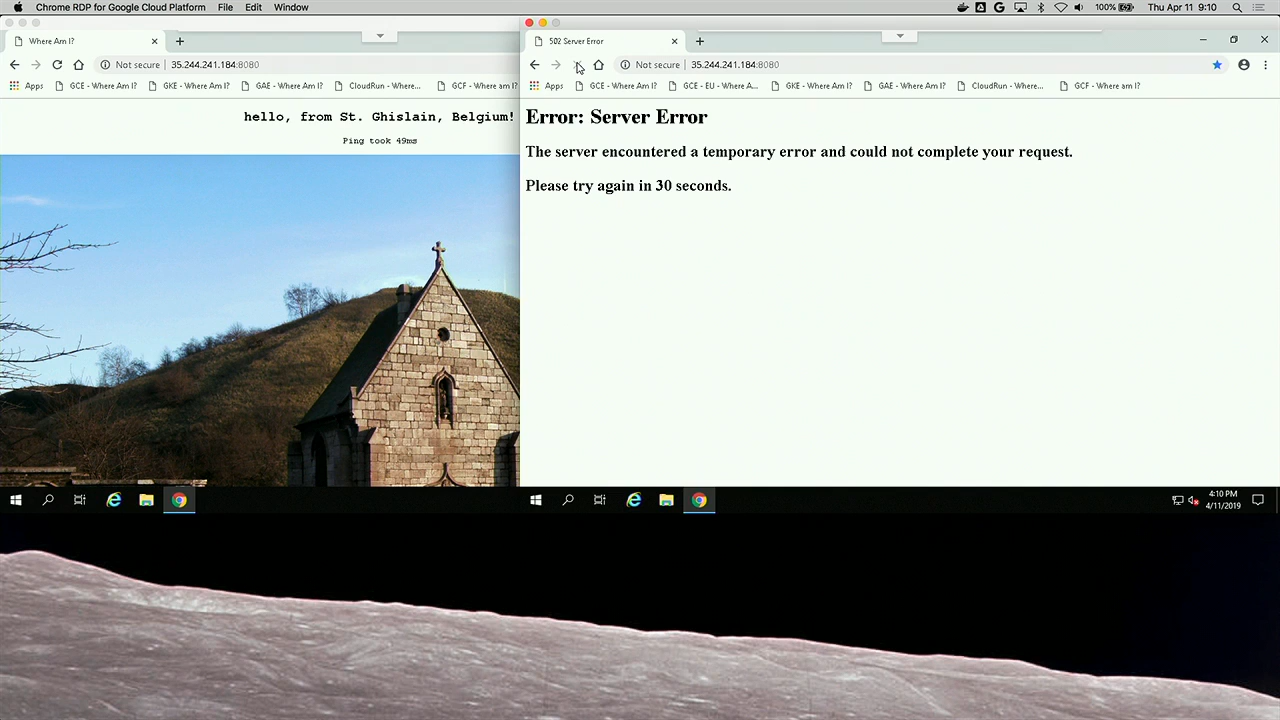 Chrome RDP for Google Cloud Platform File Edit Window
100% Thu Apr 11 9:10
Where Am I?
Not secure | 35.244.241.184:8080
Apps GCE - Where Am I? GKE - Where Am I? GAE - Where Am I? CloudRun - Where... GCF - Where am I?
hello, from St. Ghislain, Belgium!
Ping took 49ms
502 Server Error
Not secure | 35.244.241.184:8080
Apps GCE - Where Am I? GCE - EU - Where A... GKE - Where Am I? GAE - Where Am I? CloudRun - Where... GCF - Where am I?
Error: Server Error
The server encountered a temporary error and could not complete your request.
Please try again in 30 seconds.
4:10 PM
4/11/2019